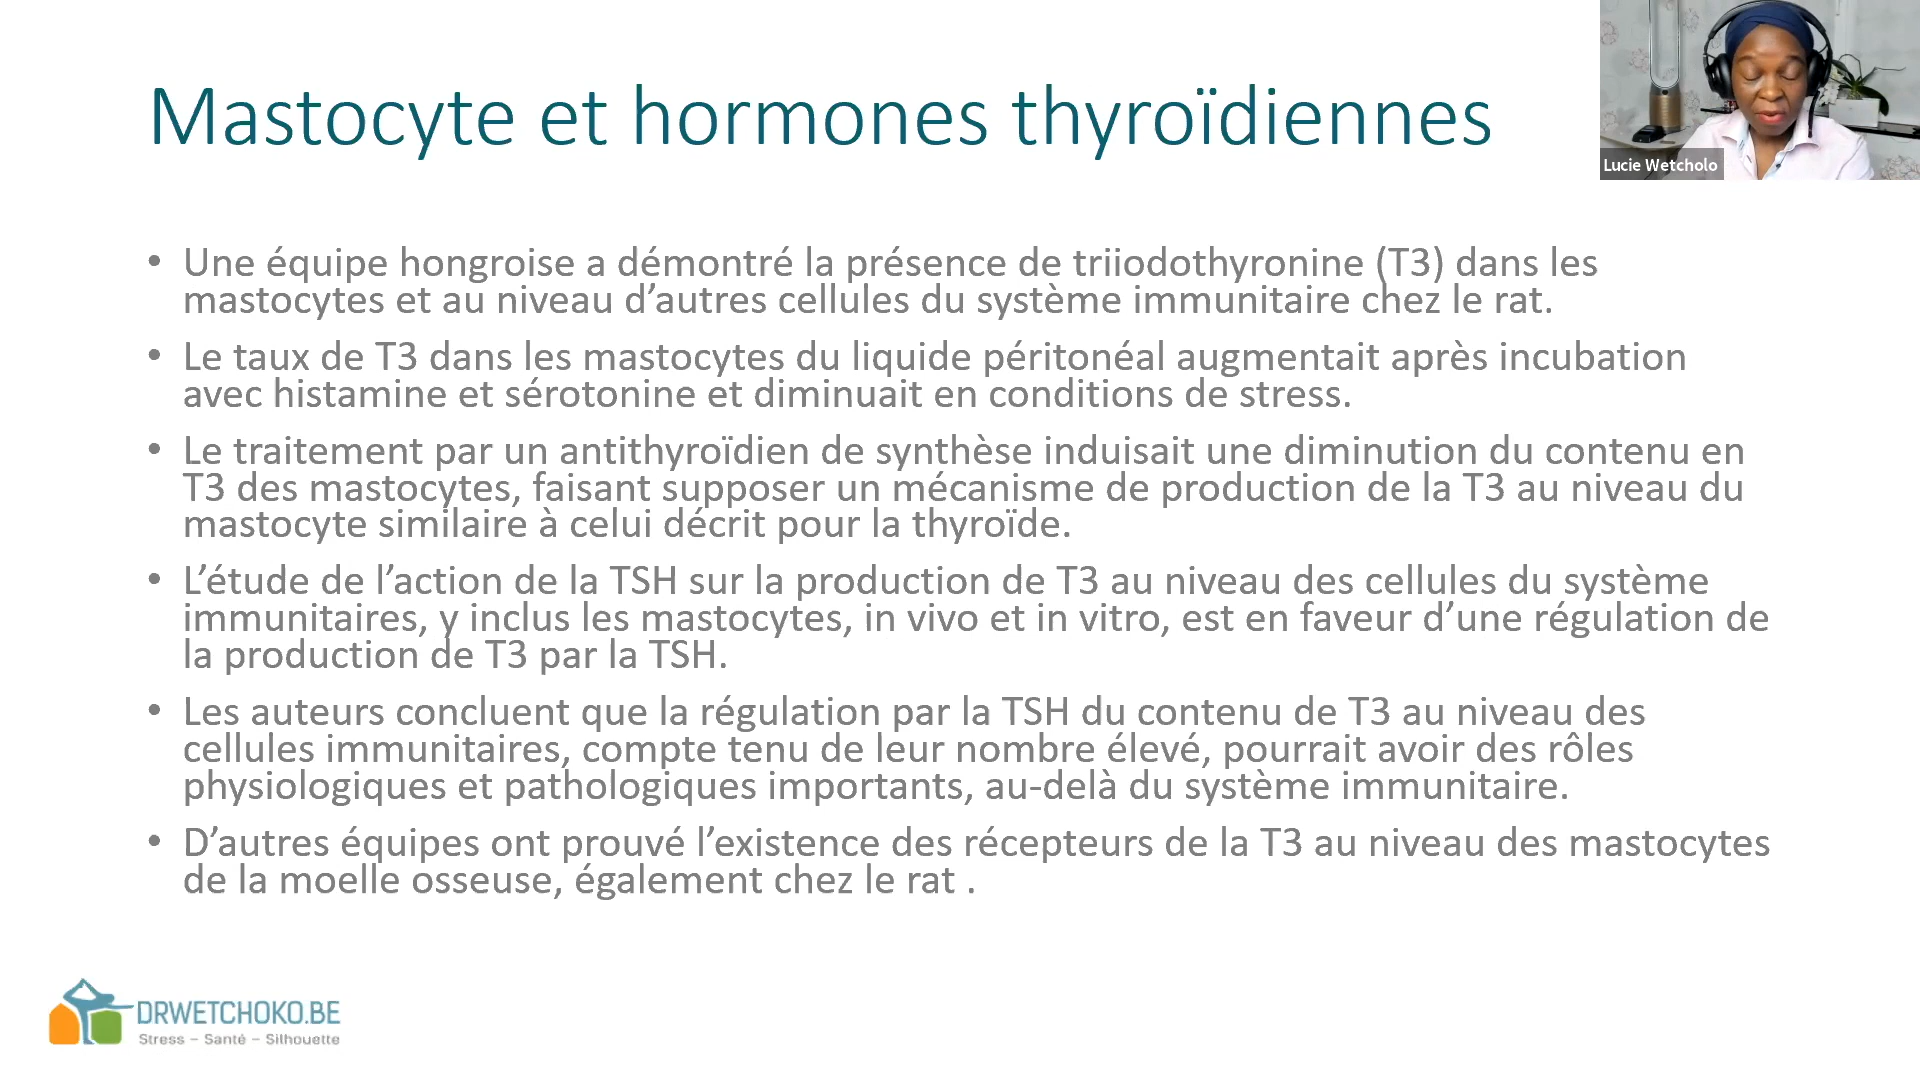 Mastocyte et hormones thyroïdiennes
Lucie Wetcholo
• Une équipe hongroise a démontré la présence de triiodothyronine (T3) dans les
mastocytes et au niveau d’autres cellules du système immunitaire chez le rat.
• Le taux de T3 dans les mastocytes du liquide péritonéal augmentait après incubation
avec histamine et sérotonine et diminuait en conditions de stress.
• Le traitement par un antithyroïdien de synthèse induisait une diminution du contenu en
T3 des mastocytes, faisant supposer un mécanisme de production de la T3 au niveau du
mastocyte similaire à celui décrit pour la thyroïde.
• L’étude de l’action de la TSH sur la production de T3 au niveau des cellules du système
immunitaires, y inclus les mastocytes, in vivo et in vitro, est en faveur d’une régulation de
la production de T3 par la TSH.
• Les auteurs concluent que la régulation par la TSH du contenu de T3 au niveau des
cellules immunitaires, compte tenu de leur nombre élevé, pourrait avoir des rôles
physiologiques et pathologiques importants, au-delà du système immunitaire.
• D’autres équipes ont prouvé l’existence des récepteurs de la T3 au niveau des mastocytes
de la moelle osseuse, également chez le rat .
DRWETCHOKO.BE
Stress – Santé – Silhouette